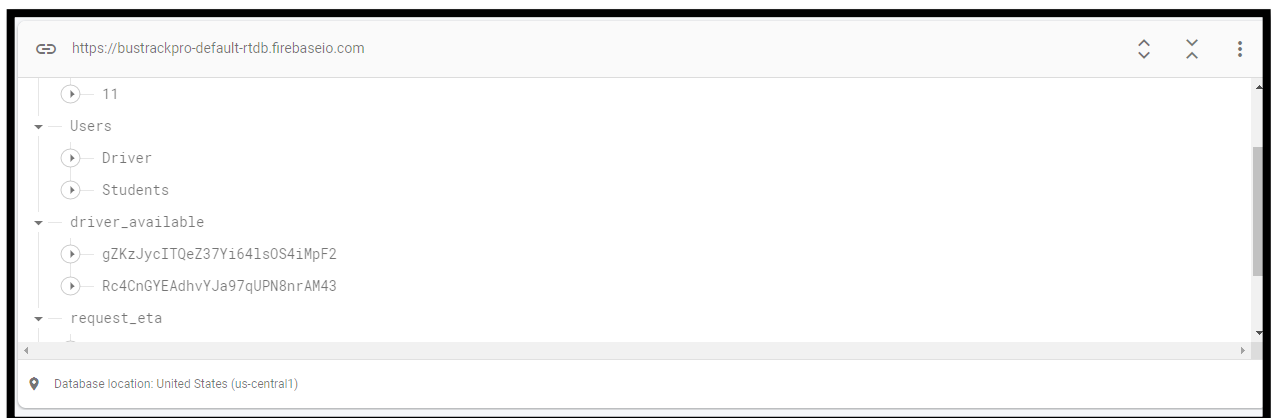 https://bustrackpro-default-rtdb.firebaseio.com
11
Users
Driver
Students
driver_available
gZKzJycITQeZ37Yi64lsOS4iMpF2
Rc4CnGYEAdhvYJa97qUPN8nrAM43
request_eta
Database location: United States (us-central1)